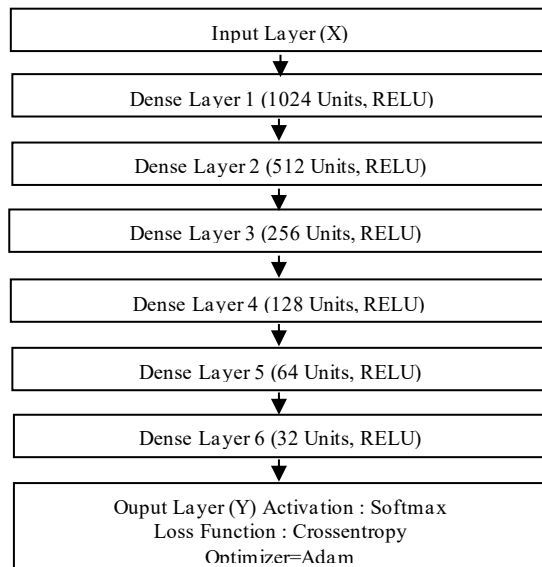 Input Layer (X)
Dense Layer 1 (1024 Units, RELU)
Dense Layer 2 (512 Units, RELU)
Dense Layer 3 (256 Units, RELU)
Dense Layer 4 (128 Units, RELU)
Dense Layer 5 (64 Units, RELU)
Dense Layer 6 (32 Units, RELU)
Ouput Layer (Y) Activation : Softmax
Loss Function : Crossentropy
Optimizer=Adam